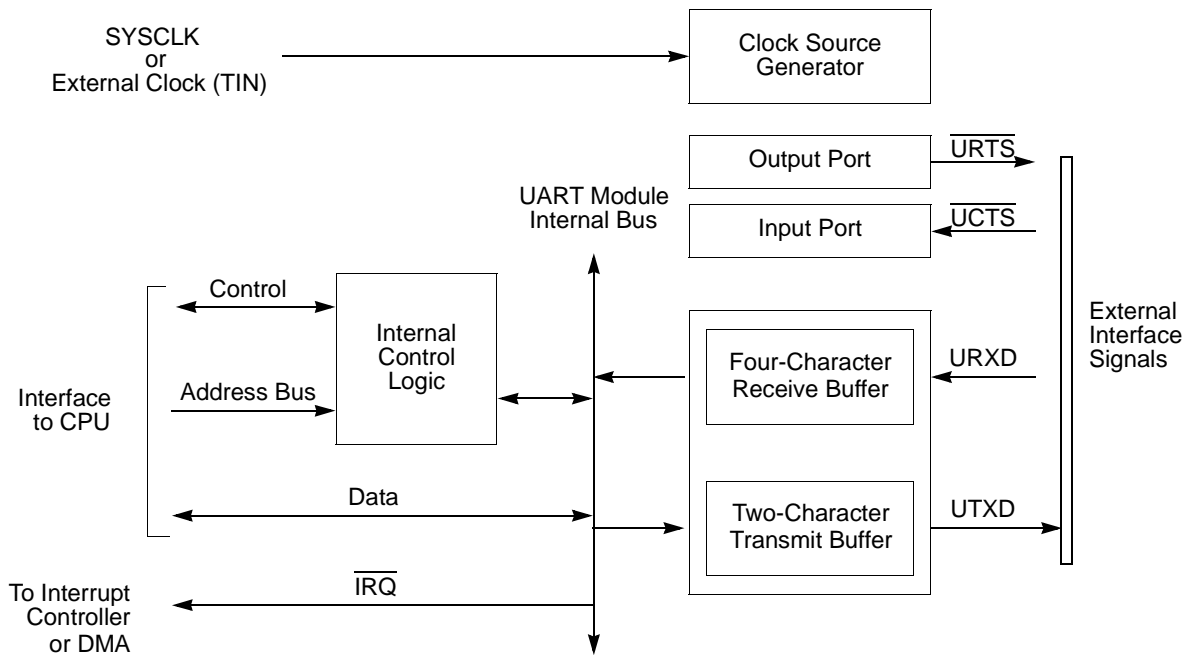 SYSCLK
or
External Clock (TIN)
Clock Source
Generator
Output Port
URTS
UART Module
Internal Bus
Input Port
UCTS
Control
Internal
Control
Logic
Address Bus
Interface
to CPU
Four-Character
Receive Buffer
URXD
External
Interface
Signals
Data
Two-Character
Transmit Buffer
UTXD
IRQ
To Interrupt
Controller
or DMA